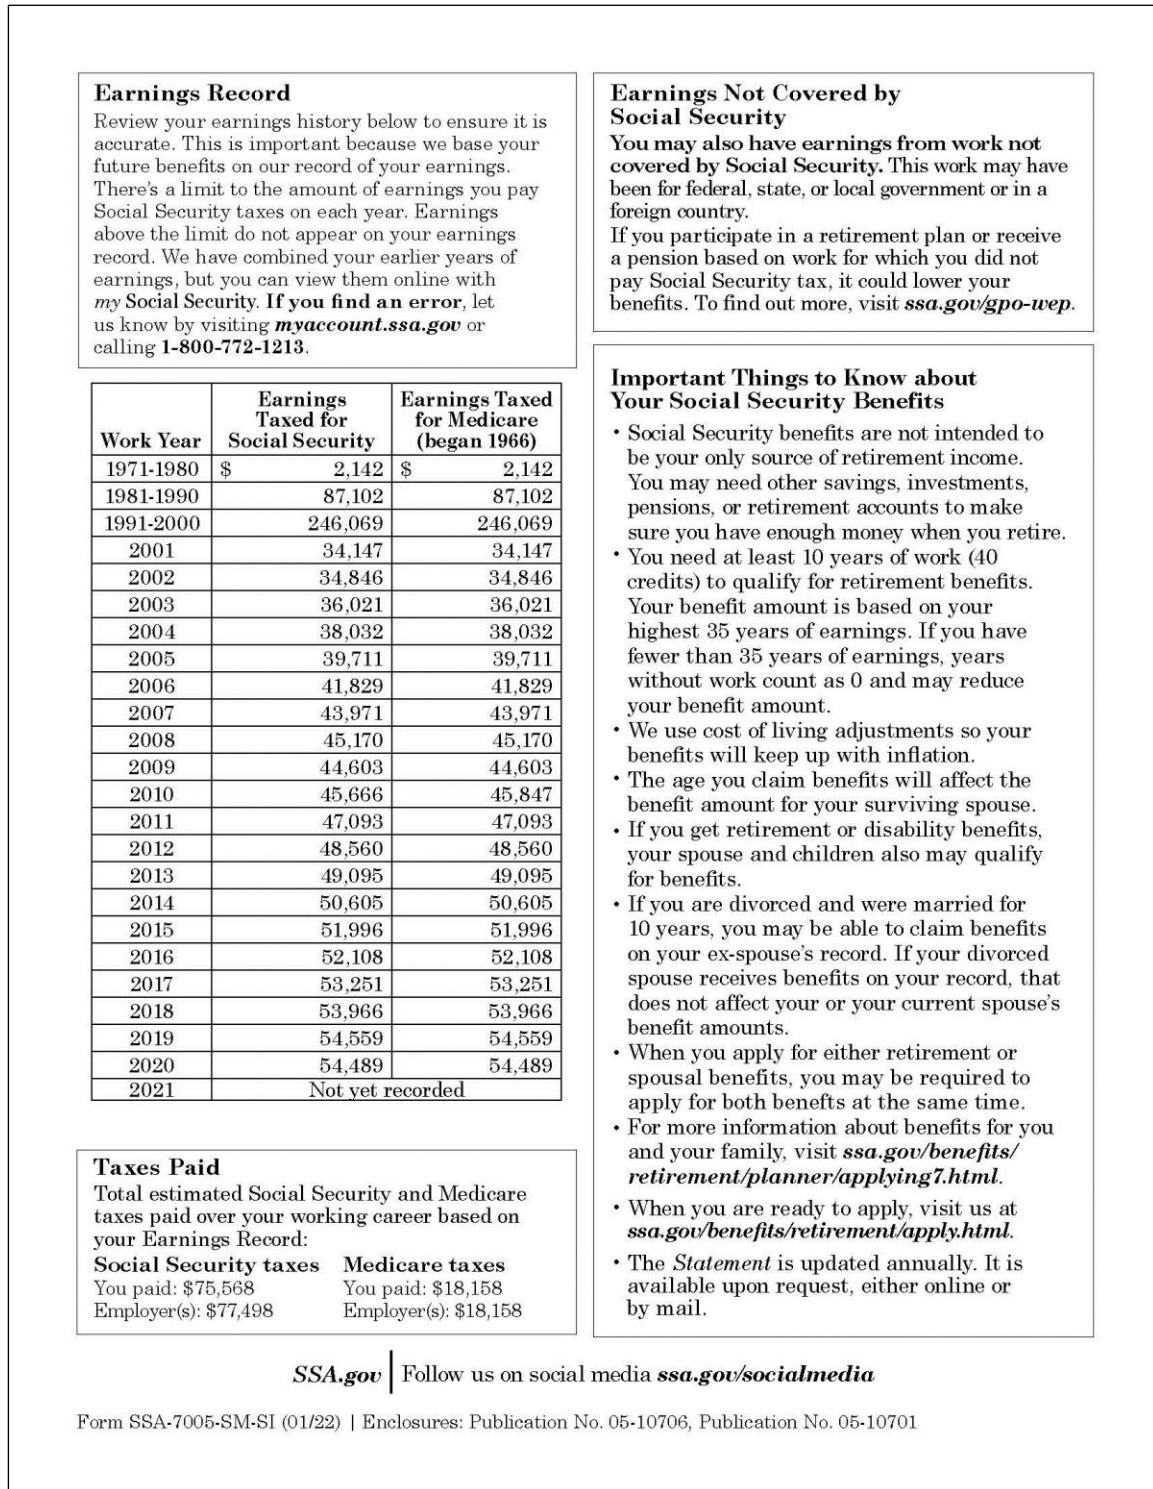 Earnings Record
Review your earnings history below to ensure it is
accurate. This is important because we base your
future benefits on our record of your earnings.
There's a limit to the amount of earnings you pay
Social Security taxes on each year. Earnings
above the limit do not appear on your earnings
record. We have combined your earlier years of
earnings, but you can view them online with
my Social Security. If you find an error, let
us know by visiting myaccount.ssa.gov or
calling 1-800-772-1213.
Work Year | Earnings Taxed for Social Security | Earnings Taxed for Medicare (began 1966)
1971-1980 $ 2,142 $ 2,142
1981-1990 87,102 87,102
1991-2000 246,069 246,069
2001 34,147 34,147
2002 34,846 34,846
2003 36,021 36,021
2004 38,032 38,032
2005 39,711 39,711
2006 41,829 41,829
2007 43,971 43,971
2008 45,170 45,170
2009 44,603 44,603
2010 45,666 45,847
2011 47,093 47,093
2012 48,560 48,560
2013 49,095 49,095
2014 50,605 50,605
2015 51,996 51,996
2016 52,108 52,108
2017 53,251 53,251
2018 53,966 53,966
2019 54,559 54,559
2020 54,489 54,489
2021 Not yet recorded
Taxes Paid
Total estimated Social Security and Medicare
taxes paid over your working career based on
your Earnings Record:
Social Security taxes Medicare taxes
You paid: $75,568 You paid: $18,158
Employer(s): $77,498 Employer(s): $18,158
Earnings Not Covered by
Social Security
You may also have earnings from work not
covered by Social Security. This work may have
been for federal, state, or local government or in a
foreign country.
If you participate in a retirement plan or receive
a pension based on work for which you did not
pay Social Security tax, it could lower your
benefits. To find out more, visit ssa.gov/gpo-wep.
Important Things to Know about
Your Social Security Benefits
• Social Security benefits are not intended to
be your only source of retirement income.
You may need other savings, investments,
pensions, or retirement accounts to make
sure you have enough money when you retire.
• You need at least 10 years of work (40
credits) to qualify for retirement benefits.
Your benefit amount is based on your
highest 35 years of earnings. If you have
fewer than 35 years of earnings, years
without work count as 0 and may reduce
your benefit amount.
• We use cost of living adjustments so your
benefits will keep up with inflation.
• The age you claim benefits will affect the
benefit amount for your surviving spouse.
• If you get retirement or disability benefits,
your spouse and children also may qualify
for benefits.
• If you are divorced and were married for
10 years, you may be able to claim benefits
on your ex-spouse's record. If your divorced
spouse receives benefits on your record, that
does not affect your or your current spouse's
benefit amounts.
• When you apply for either retirement or
spousal benefits, you may be required to
apply for both benefts at the same time.
• For more information about benefits for you
and your family, visit ssa.gov/benefits/
retirement/planner/applying7.html.
• When you are ready to apply, visit us at
ssa.gov/benefits/retirement/apply.html.
• The Statement is updated annually. It is
available upon request, either online or
by mail.
SSA.gov | Follow us on social media ssa.gov/socialmedia
Form SSA-7005-SM-SI (01/22) | Enclosures: Publication No. 05-10706, Publication No. 05-10701